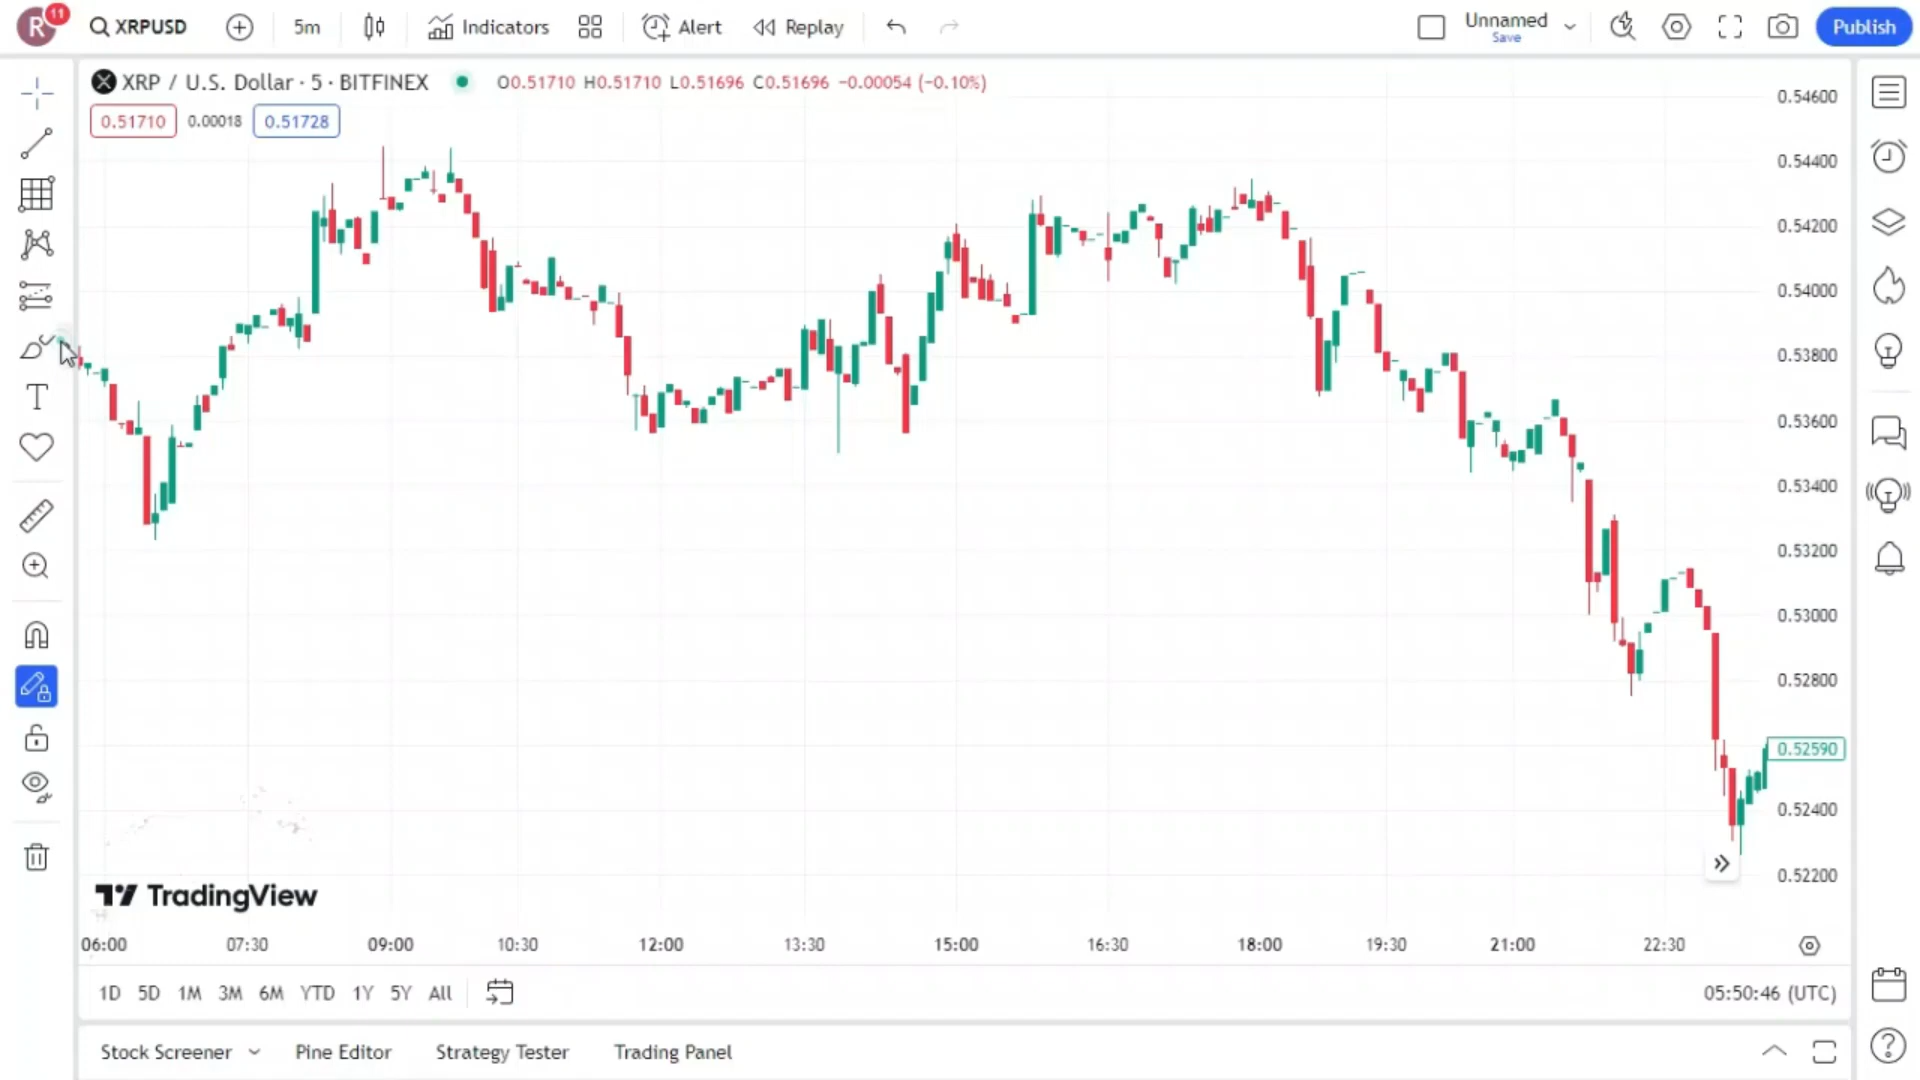 R 11 XRPUSD 5m Indicators Alert Replay Unnamed Save Publish
XRP / U.S. Dollar · 5 · BITFINEX O0.51710 H0.51710 L0.51696 C0.51696 −0.00054 (−0.10%)
0.51710 0.00018 0.51728
0.54600
0.54400
0.54200
0.54000
0.53800
0.53600
0.53400
0.53200
0.53000
0.52800
0.52590
0.52400
0.52200
TradingView
06:00 07:30 09:00 10:30 12:00 13:30 15:00 16:30 18:00 19:30 21:00 22:30
1D 5D 1M 3M 6M YTD 1Y 5Y All 05:50:46 (UTC)
Stock Screener Pine Editor Strategy Tester Trading Panel